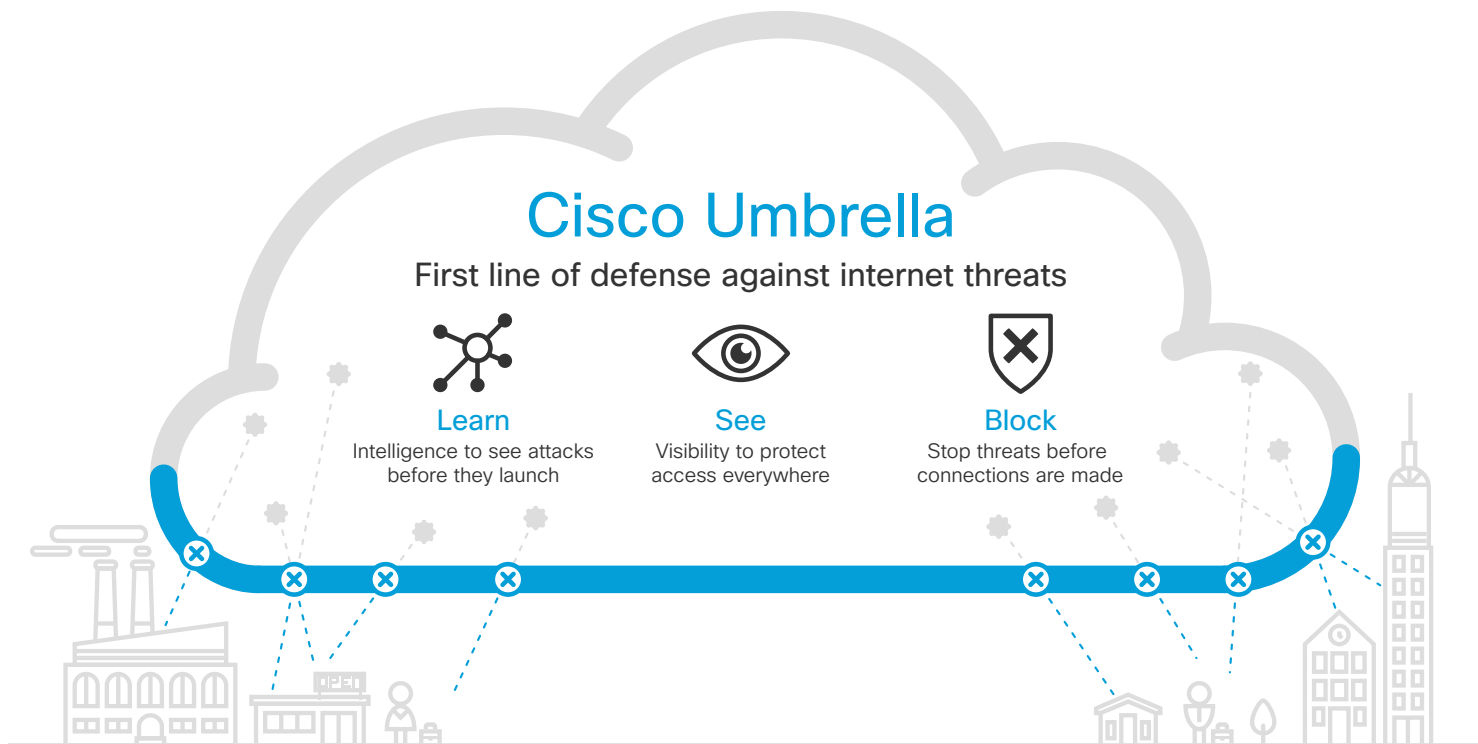 Cisco Umbrella
First line of defense against internet threats
Learn
Intelligence to see attacks
before they launch
See
Visibility to protect
access everywhere
Block
Stop threats before
connections are made
OPEN